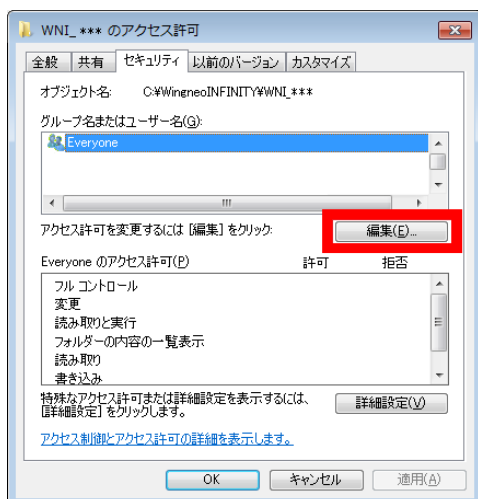 WNI_*** のアクセス許可
全般 共有 セキュリティ 以前のバージョン カスタマイズ
オブジェクト名: C:¥WingneoINFINITY¥WNI_***
グループ名またはユーザー名(G):
Everyone
アクセス許可を変更するには [編集] をクリック: 編集(E)...
Everyone のアクセス許可(P) 許可 拒否
フル コントロール
変更
読み取りと実行
フォルダーの内容の一覧表示
読み取り
書き込み
特殊なアクセス許可または詳細設定を表示するには、 詳細設定(V)
[詳細設定] をクリックします。
アクセス制御とアクセス許可の詳細を表示します。
OK キャンセル 適用(A)